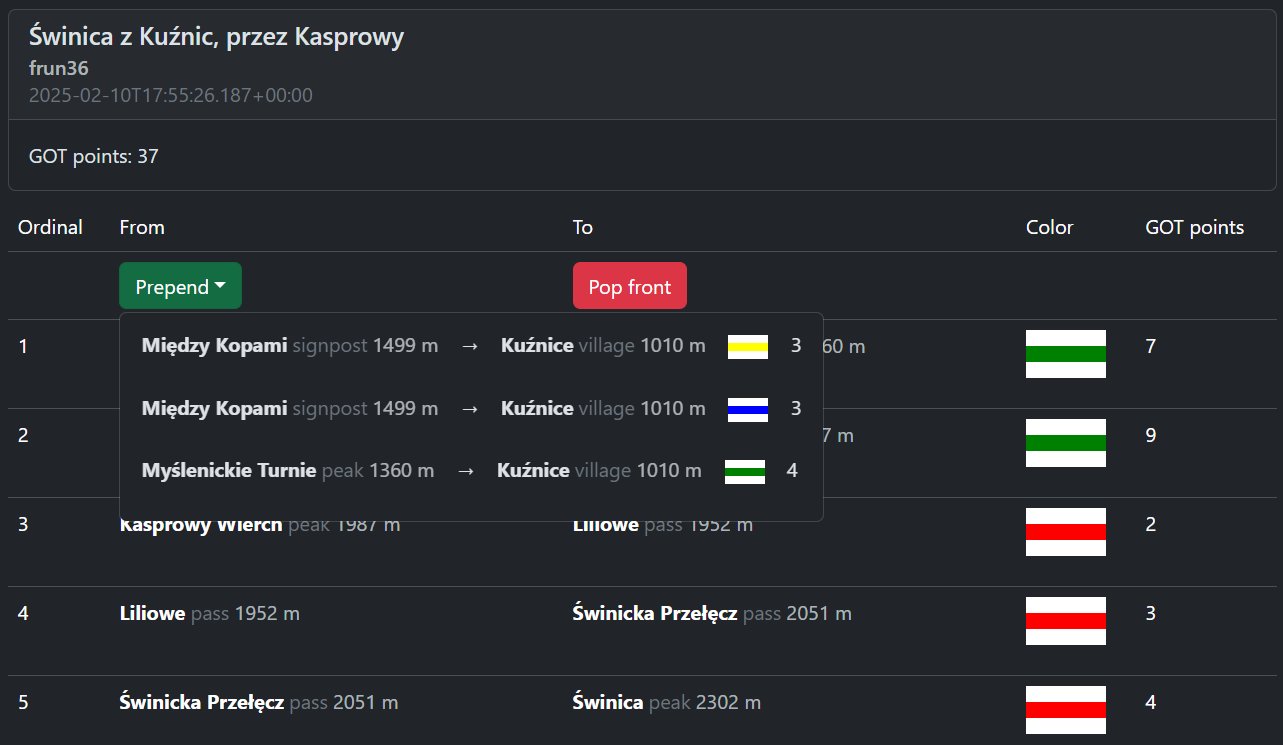 Świnica z Kuźnic, przez Kasprowy
frun36
2025-02-10T17:55:26.187+00:00
GOT points: 37
Ordinal From To Color GOT points
Prepend Pop front
Między Kopami signpost 1499 m → Kuźnice village 1010 m 3
1 60 m 7
Między Kopami signpost 1499 m → Kuźnice village 1010 m 3
2 7 m 9
Myślenickie Turnie peak 1360 m → Kuźnice village 1010 m 4
3 Kasprowy Wierch peak 1987 m Liliowe pass 1952 m 2
4 Liliowe pass 1952 m Świnicka Przełęcz pass 2051 m 3
5 Świnicka Przełęcz pass 2051 m Świnica peak 2302 m 4